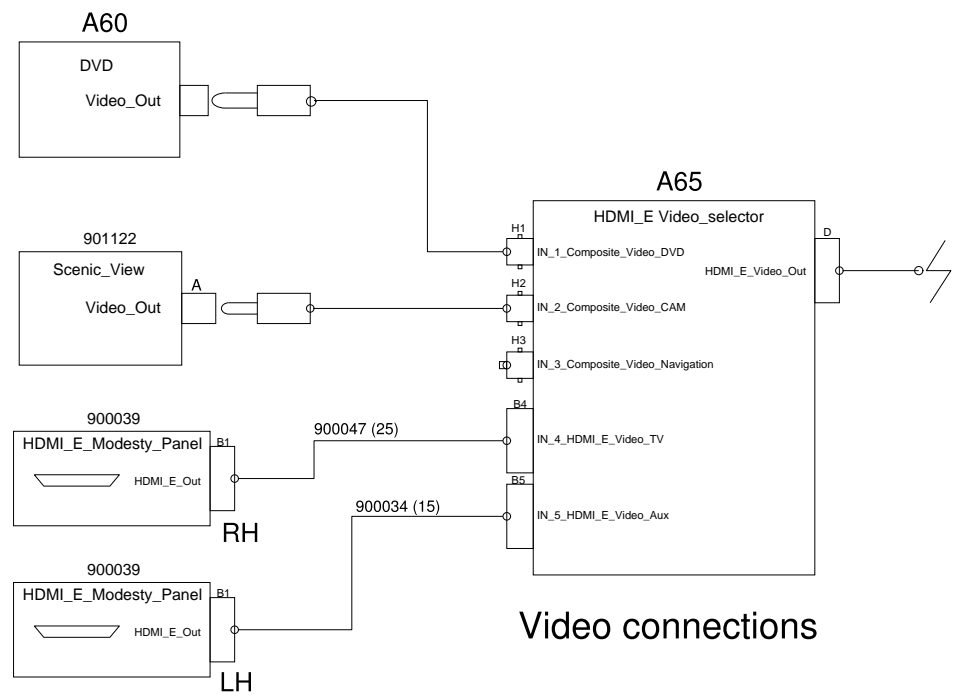 A60
DVD
Video_Out
A65
HDMI_E Video_selector
901122
Scenic_View
Video_Out
A
H1
IN_1_Composite_Video_DVD
D
HDMI_E_Video_Out
H2
IN_2_Composite_Video_CAM
H3
IN_3_Composite_Video_Navigation
B4
IN_4_HDMI_E_Video_TV
B5
IN_5_HDMI_E_Video_Aux
900039
HDMI_E_Modesty_Panel
B1
HDMI_E_Out
900047 (25)
RH
900034 (15)
900039
HDMI_E_Modesty_Panel
B1
HDMI_E_Out
LH
Video connections